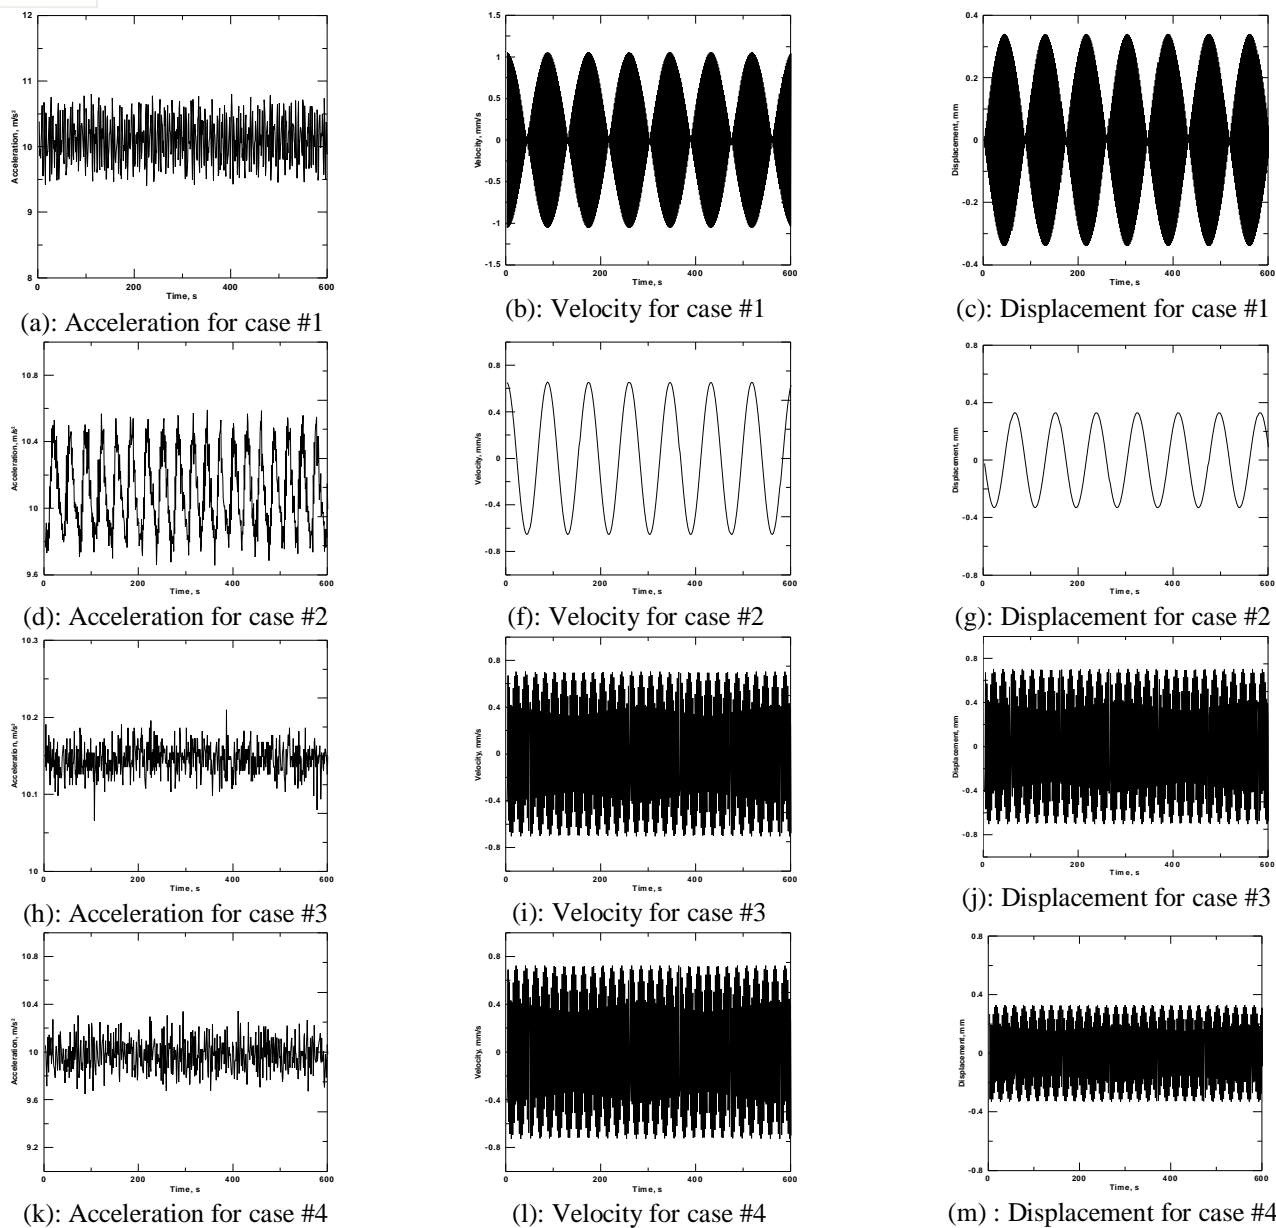 12
11
10
9
8
Acceleration, m/s²
0 200 400 600
Time, s
(a): Acceleration for case #1
1.5
1
0.5
0
-0.5
-1
-1.5
Velocity, mm/s
0 200 400 600
Time, s
(b): Velocity for case #1
0.4
0.2
0
-0.2
-0.4
Displacement, mm
0 200 400 600
Time, s
(c): Displacement for case #1
10.8
10.4
10
9.6
Acceleration, m/s²
0 200 400 600
Time, s
(d): Acceleration for case #2
0.8
0.4
0
-0.4
-0.8
Velocity, mm/s
0 200 400 600
Time, s
(f): Velocity for case #2
0.8
0.4
0
-0.4
-0.8
Displacement, mm
0 200 400 600
Time, s
(g): Displacement for case #2
10.3
10.2
10.1
10
Acceleration, m/s²
0 200 400 600
Time, s
(h): Acceleration for case #3
0.8
0.4
0
-0.4
-0.8
Velocity, mm/s
0 200 400 600
Time, s
(i): Velocity for case #3
0.8
0.4
0
-0.4
-0.8
Displacement, mm
0 200 400 600
Time, s
(j): Displacement for case #3
10.8
10.4
10
9.6
9.2
Acceleration, m/s²
0 200 400 600
Time, s
(k): Acceleration for case #4
0.8
0.4
0
-0.4
-0.8
Velocity, mm/s
0 200 400 600
Time, s
(l): Velocity for case #4
0.8
0.4
0
-0.4
-0.8
Displacement, mm
0 200 400 600
Time, s
(m) : Displacement for case #4